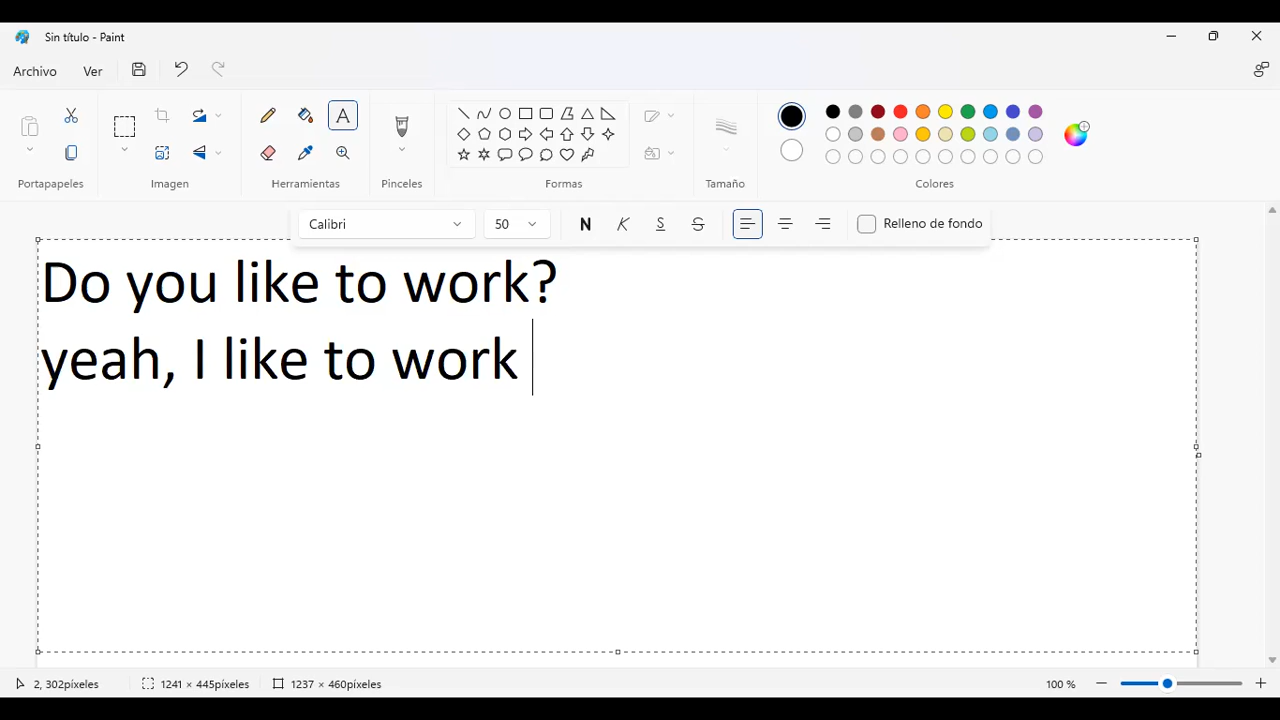 Sin título - Paint
Archivo Ver
A
Portapapeles Imagen Herramientas Pinceles Formas Tamaño Colores
Calibri 50 N K S S Relleno de fondo
Do you like to work?
yeah, I like to work
2, 302píxeles 1241 × 445píxeles 1237 × 460píxeles 100 %